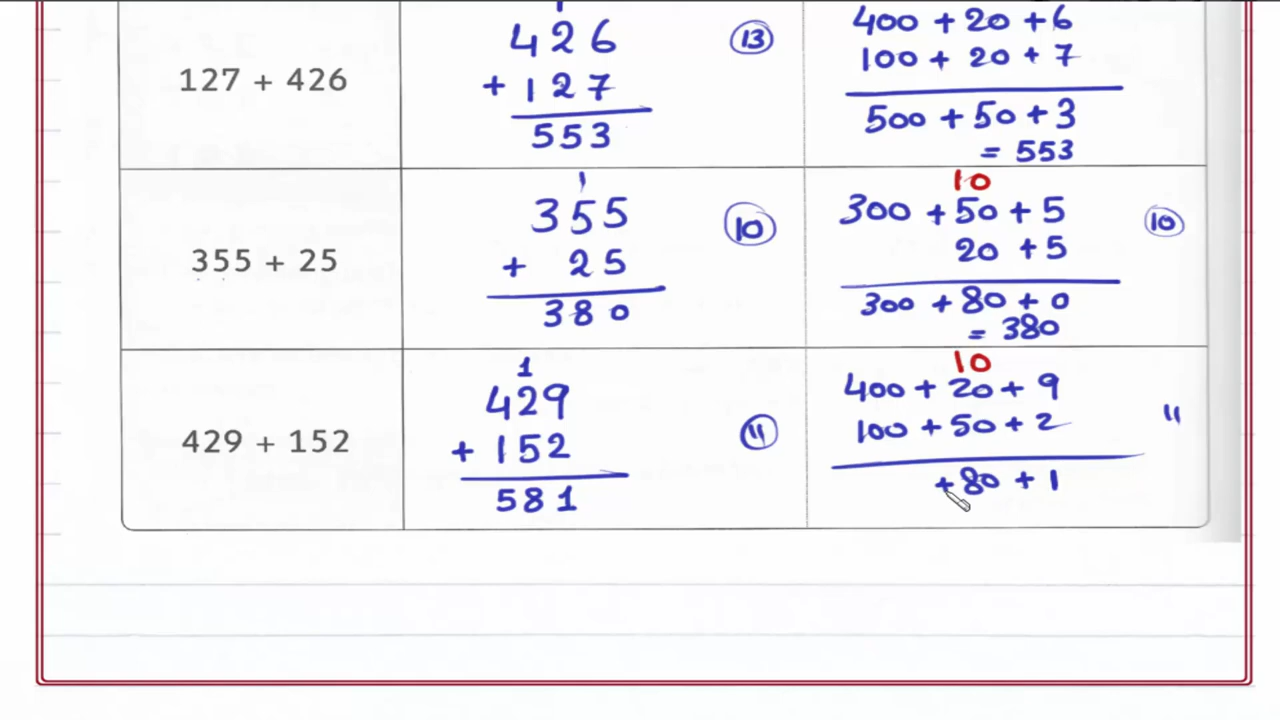 1
127 + 426
426
+ 127
553
13
400 + 20 + 6
100 + 20 + 7
500 + 50 + 3
= 553
355 + 25
1
355
+ 25
380
10
10
300 + 50 + 5
20 + 5
300 + 80 + 0
= 380
10
429 + 152
1
429
+ 152
581
11
10
400 + 20 + 9
100 + 50 + 2
+ 80 + 1
11